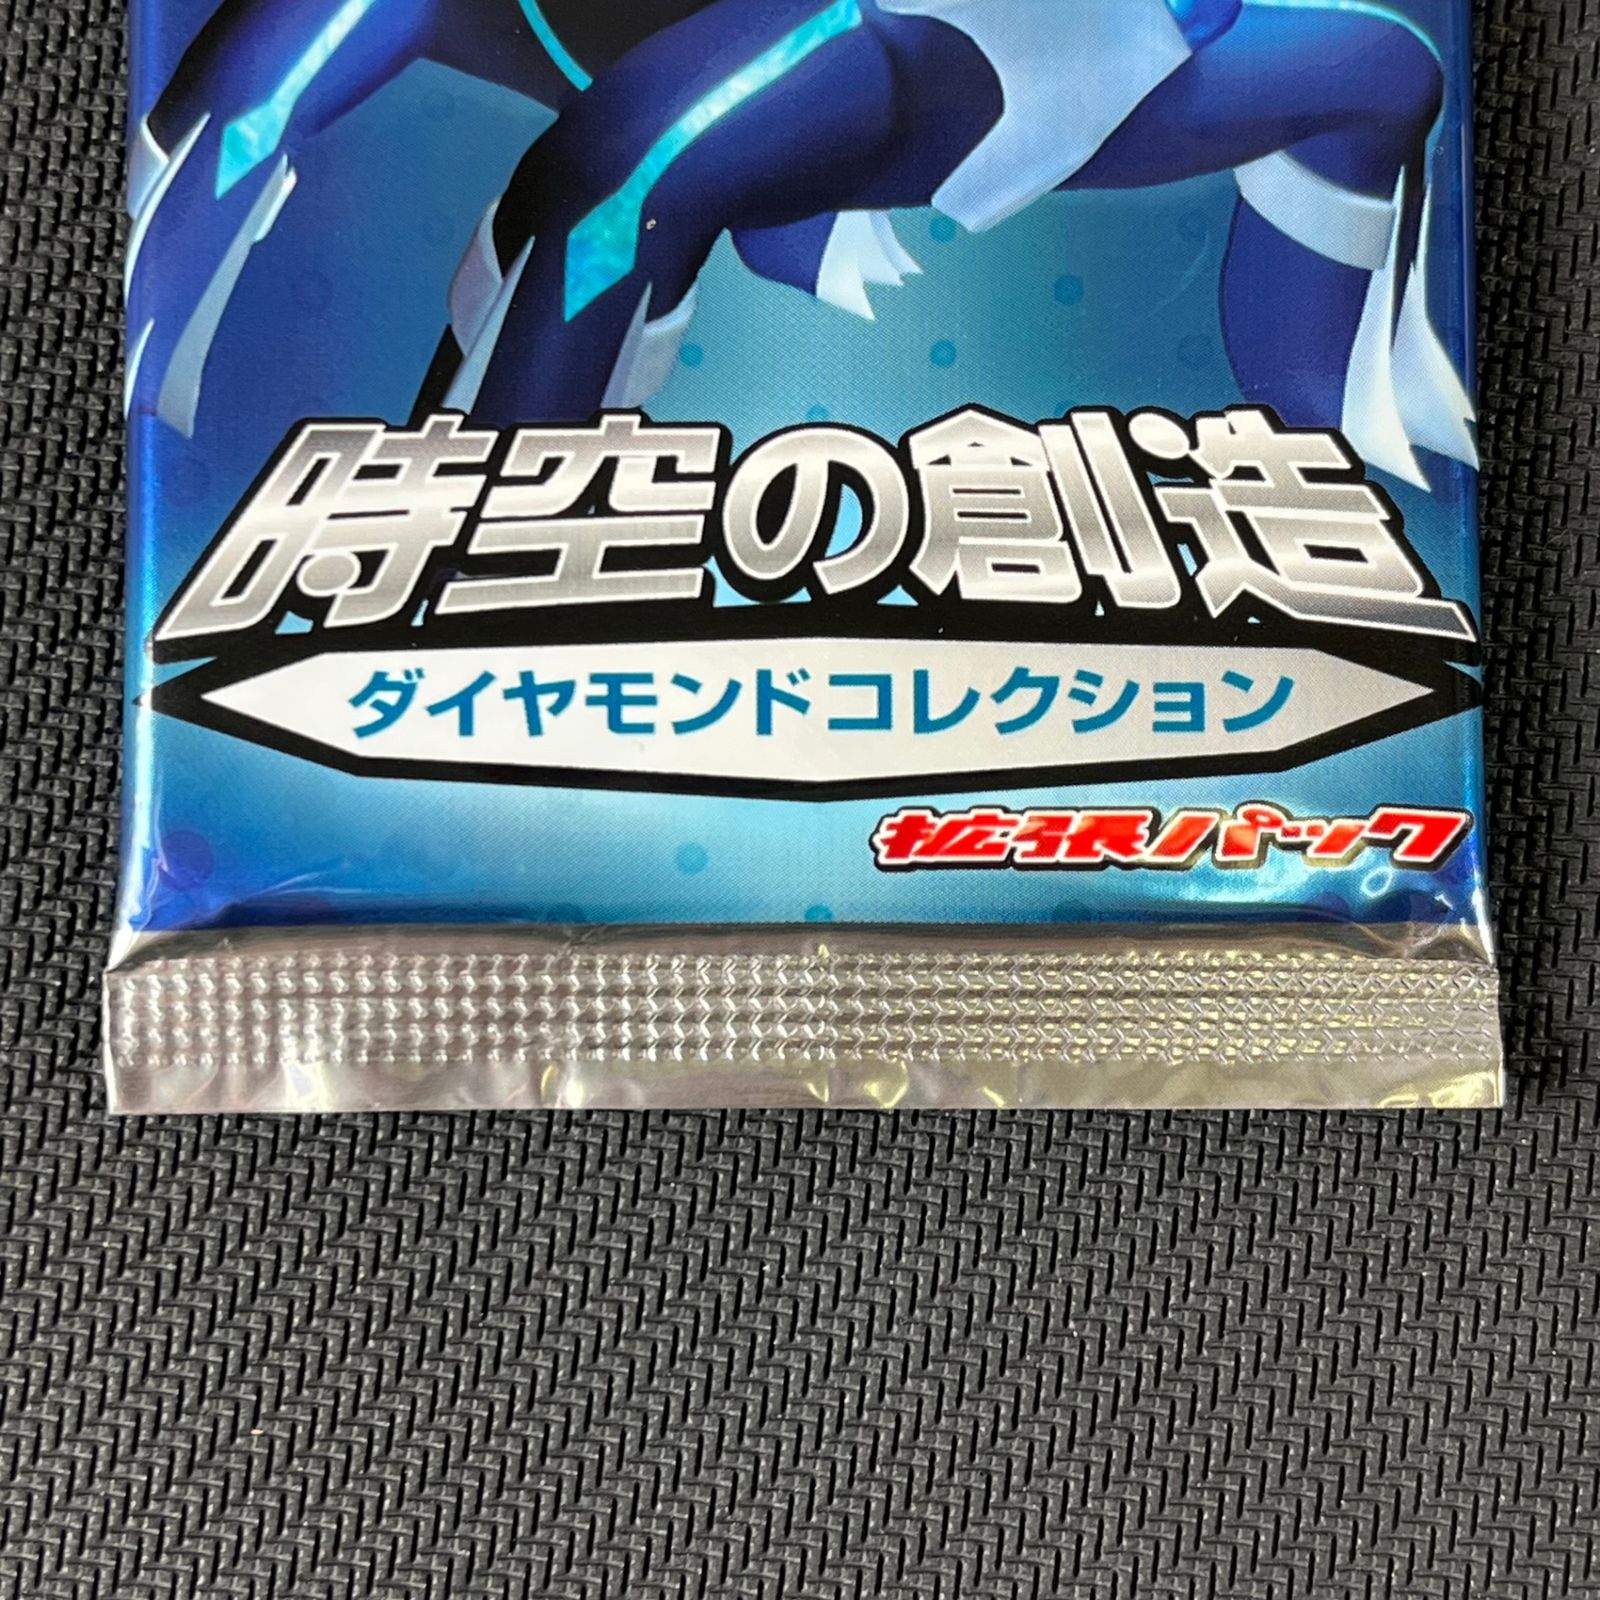 時空の創造
ダイヤモンドコレクション
拡張パック